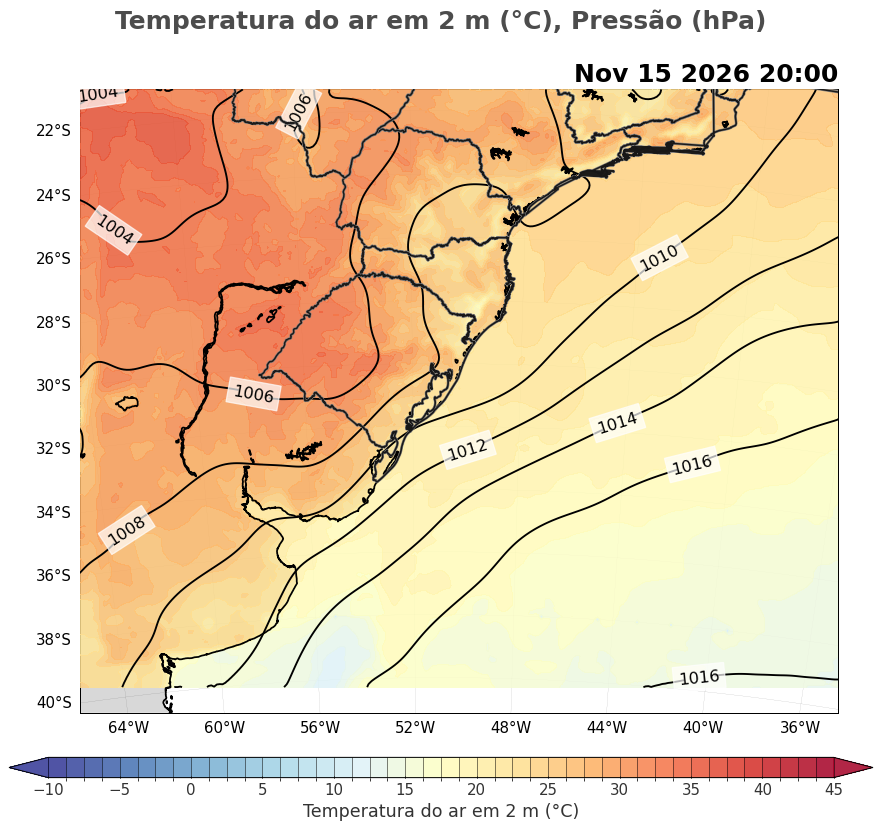 Temperatura do ar em 2 m (°C), Pressão (hPa)
Nov 15 2026 20:00
1004
1006
22°S
24°S
1004
26°S
1010
28°S
30°S
1006
1014
32°S
1012
1016
34°S
1008
36°S
38°S
1016
40°S
64°W 60°W 56°W 52°W 48°W 44°W 40°W 36°W
−10 −5 0 5 10 15 20 25 30 35 40 45
Temperatura do ar em 2 m (°C)